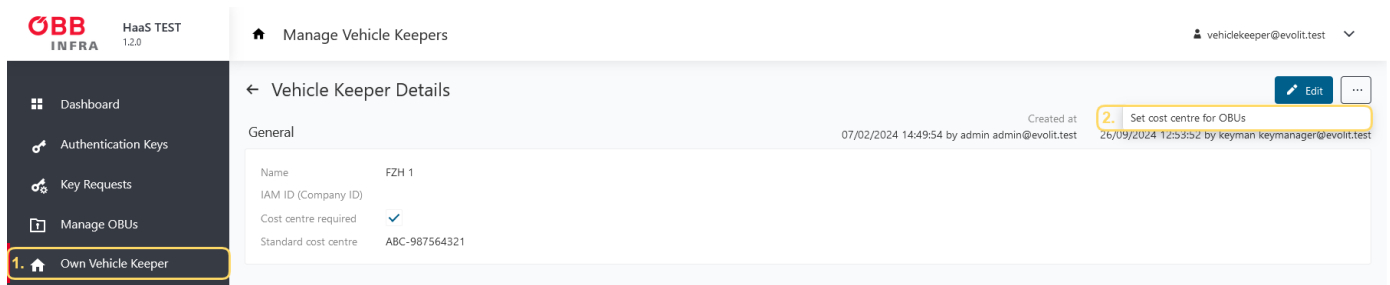 ÖBB
INFRA
HaaS TEST
1.2.0
Manage Vehicle Keepers
vehiclekeeper@evolit.test
Dashboard
Authentication Keys
Key Requests
Manage OBUs
1. Own Vehicle Keeper
Vehicle Keeper Details
Edit
...
2. Set cost centre for OBUs
General
Created at
07/02/2024 14:49:54 by admin admin@evolit.test
26/09/2024 12:53:52 by keyman keymanager@evolit.test
Name FZH 1
IAM ID (Company ID)
Cost centre required
Standard cost centre ABC-987564321